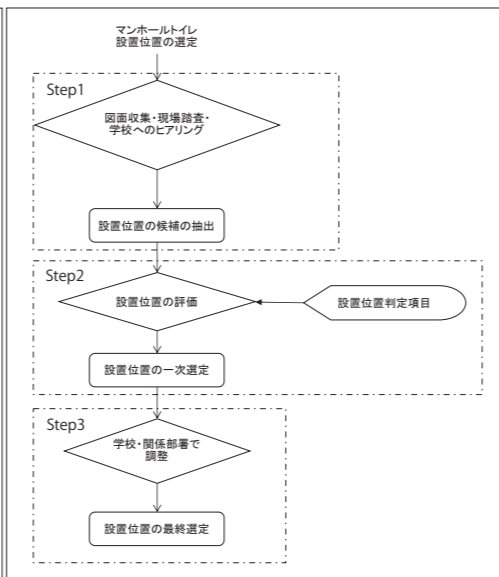 マンホールトイレ
設置位置の選定
Step1
図面収集・現場踏査・
学校へのヒアリング
設置位置の候補の抽出
Step2
設置位置の評価
設置位置判定項目
設置位置の一次選定
Step3
学校・関係部署で
調整
設置位置の最終選定